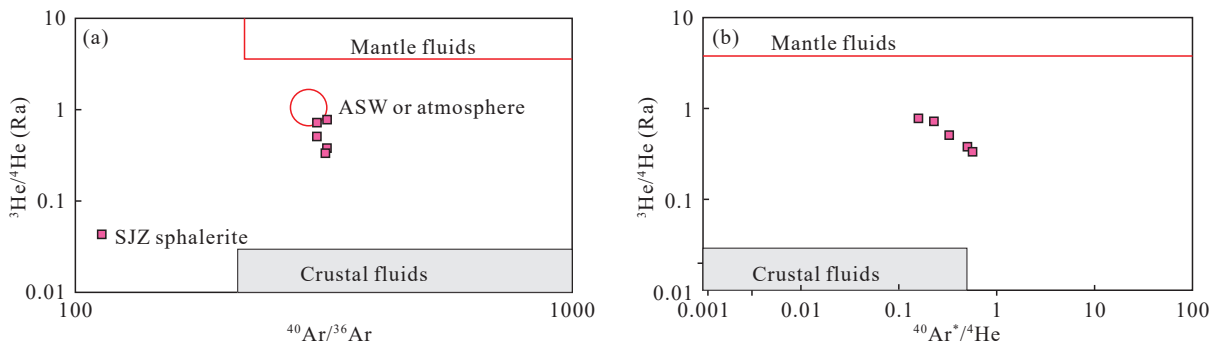 (a)
10
1
0.1
0.01
³He/⁴He (Ra)
Mantle fluids
ASW or atmosphere
SJZ sphalerite
Crustal fluids
100
1000
⁴⁰Ar/³⁶Ar
(b)
10
1
0.1
0.01
³He/⁴He (Ra)
Mantle fluids
Crustal fluids
0.001
0.01
0.1
1
10
100
⁴⁰Ar*/⁴He